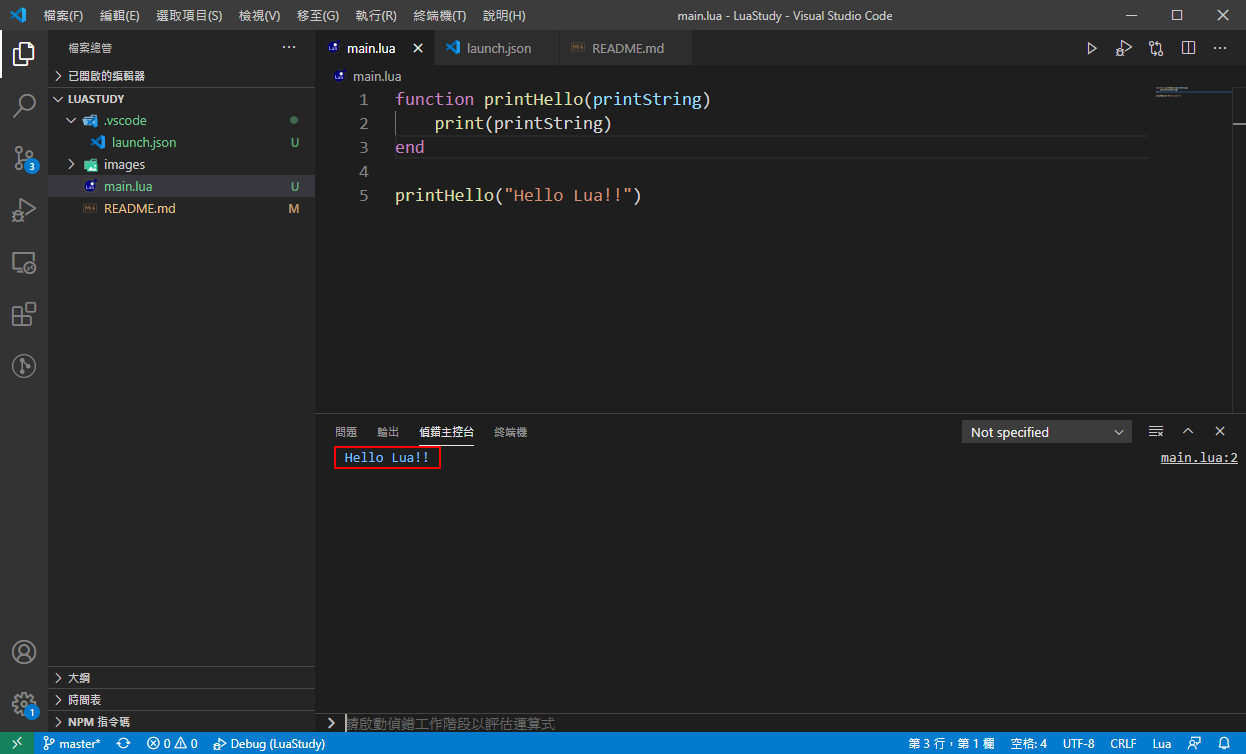 檔案(F) 編輯(E) 選取項目(S) 檢視(V) 移至(G) 執行(R) 終端機(T) 說明(H) main.lua - LuaStudy - Visual Studio Code
檔案總管
已開啟的編輯器
LUASTUDY
.vscode
launch.json U
images
main.lua U
README.md M
大綱
時間表
NPM 指令碼
3
1
main.lua launch.json README.md
main.lua
1 function printHello(printString)
2 print(printString)
3 end
4
5 printHello("Hello Lua!!")
問題 輸出 偵錯主控台 終端機 Not specified
Hello Lua!! main.lua:2
請啟動偵錯工作階段以評估運算式
master* 0 0 Debug (LuaStudy) 第 3 行，第 1 欄 空格: 4 UTF-8 CRLF Lua